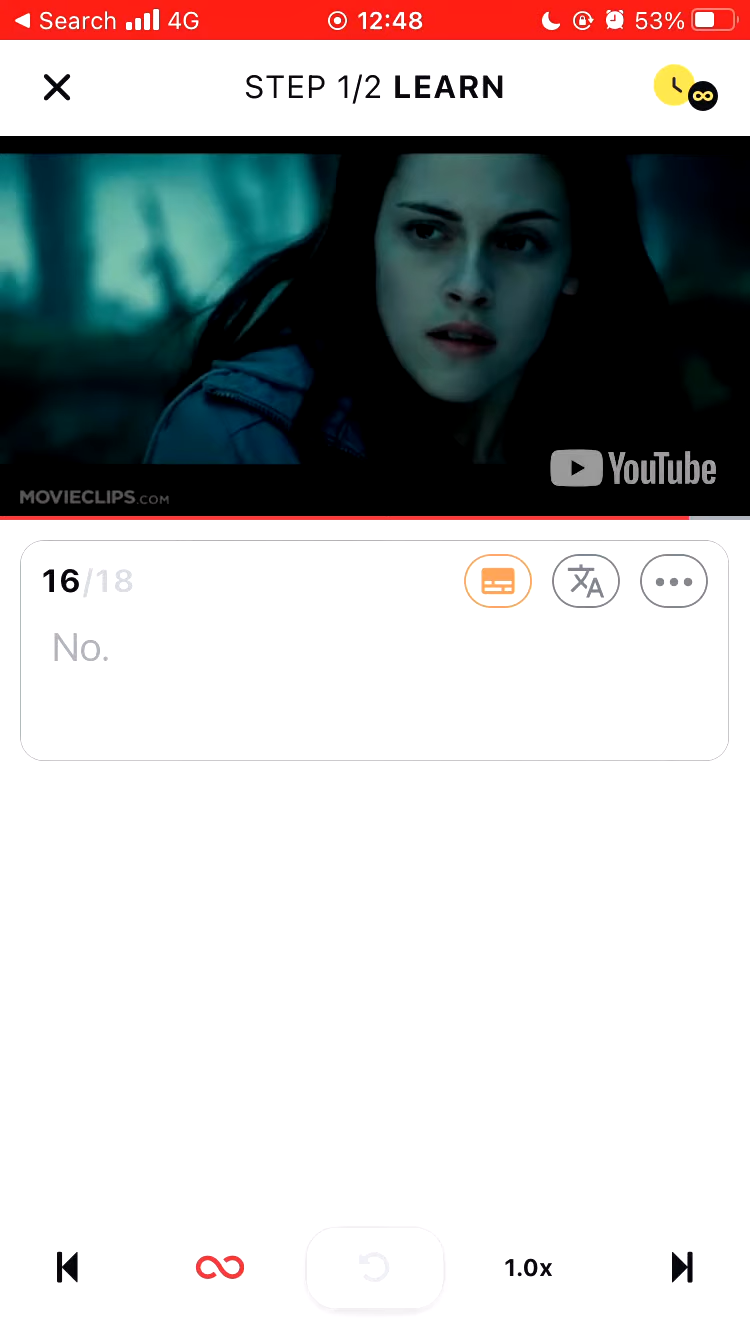 Search 4G 12:48 53%
STEP 1/2 LEARN
YouTube
MOVIECLIPS.COM
16/18
No.
1.0x